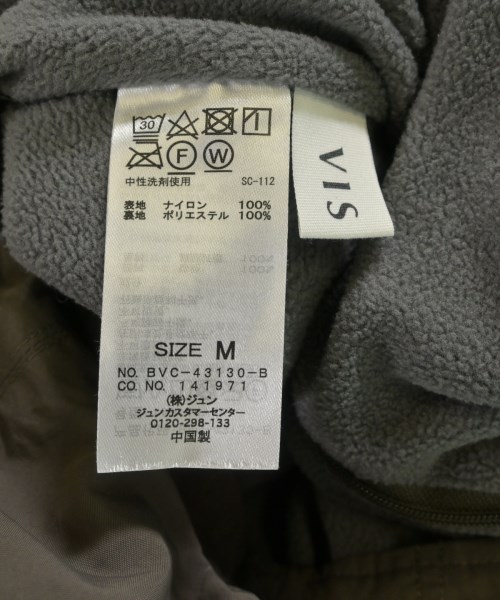 30
F W
中性洗剤使用 SC-112
表地 ナイロン 100%
裏地 ポリエステル 100%
SIZE M
NO. BVC-43130-B
CO. NO. 141971
(株)ジュン
ジュンカスタマーセンター
0120-298-133
中国製
VIS